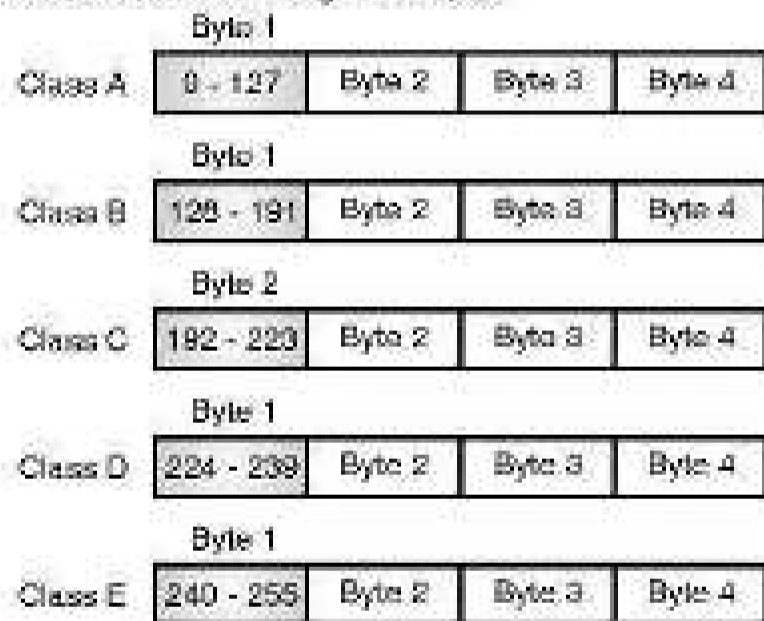 Byte 1
Class A 0 - 127 Byte 2 Byte 3 Byte 4
Byte 1
Class B 128 - 191 Byte 2 Byte 3 Byte 4
Byte 2
Class C 192 - 223 Byte 2 Byte 3 Byte 4
Byte 1
Class D 224 - 239 Byte 2 Byte 3 Byte 4
Byte 1
Class E 240 - 255 Byte 2 Byte 3 Byte 4